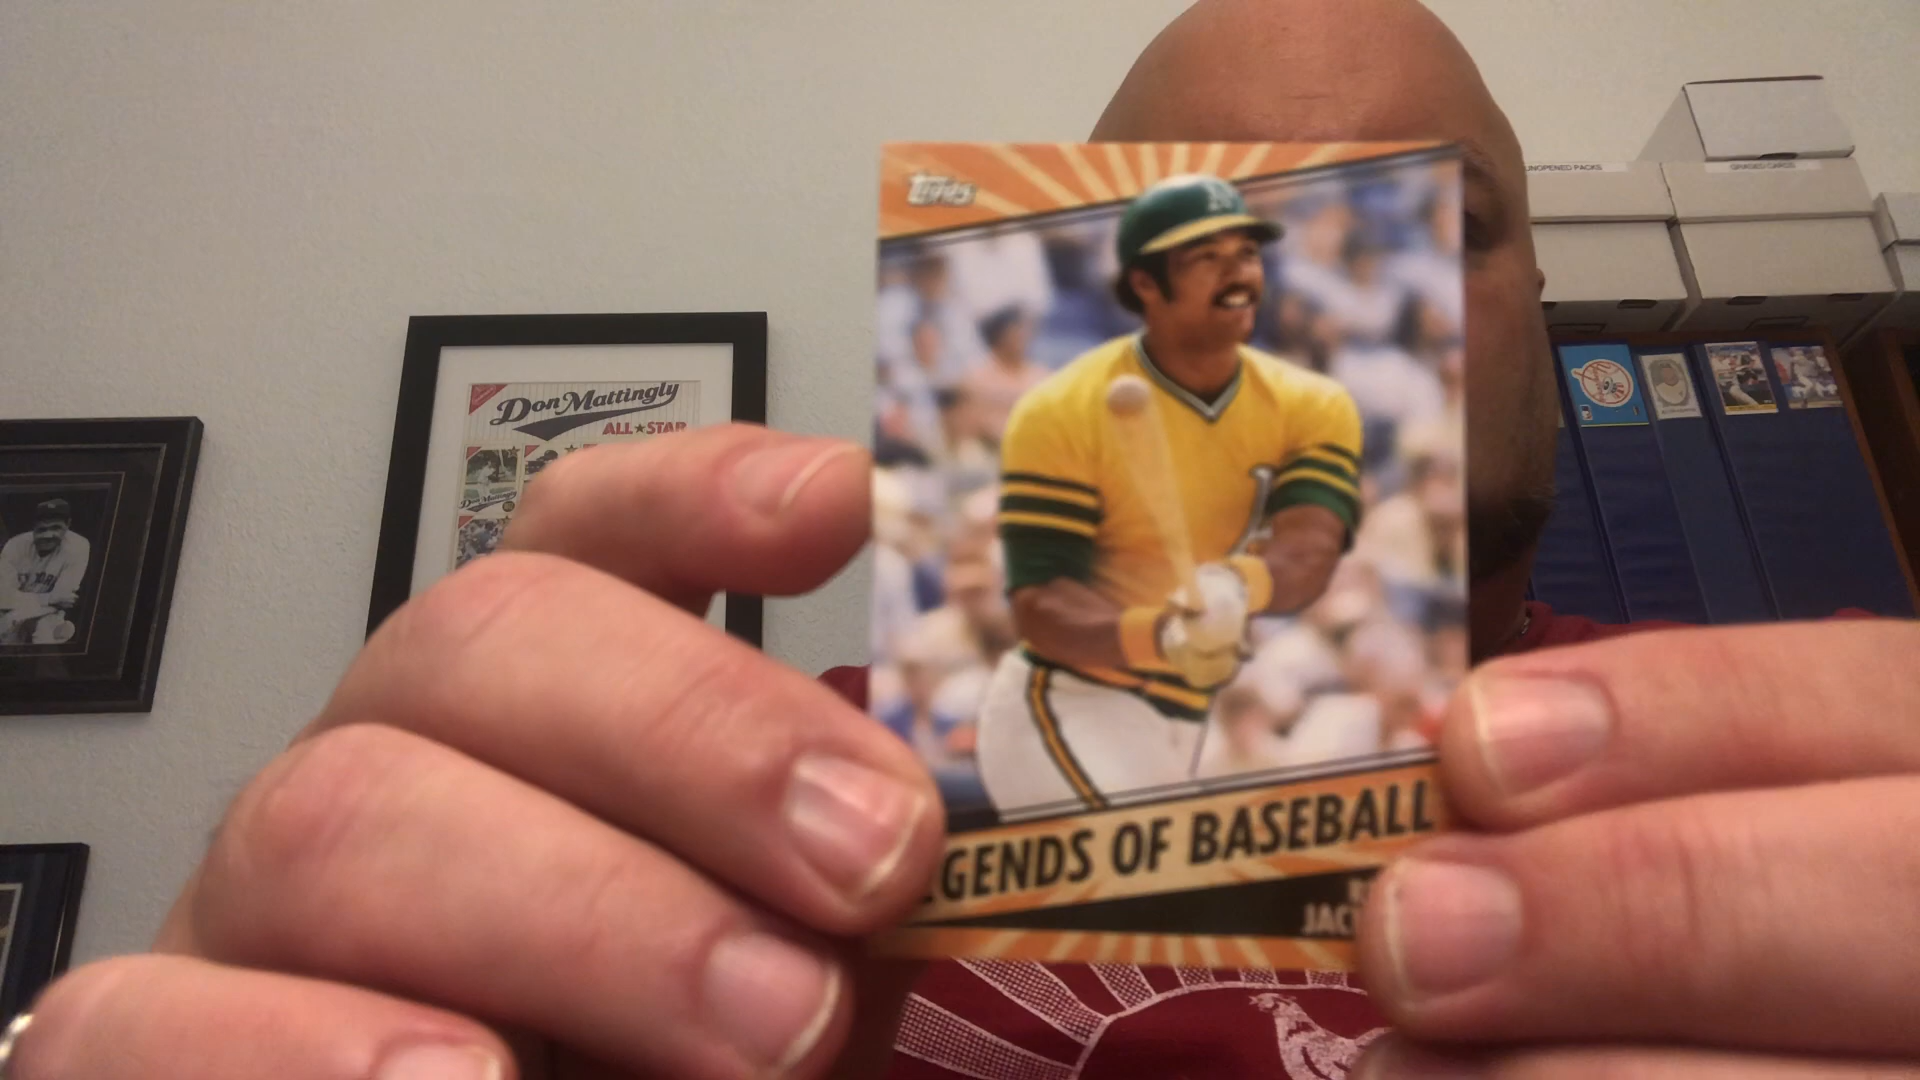 Topps
EGENDS OF BASEBALL
JAC
Don Mattingly
ALL★STAR
UNOPENED PACKS
GRADED CARDS